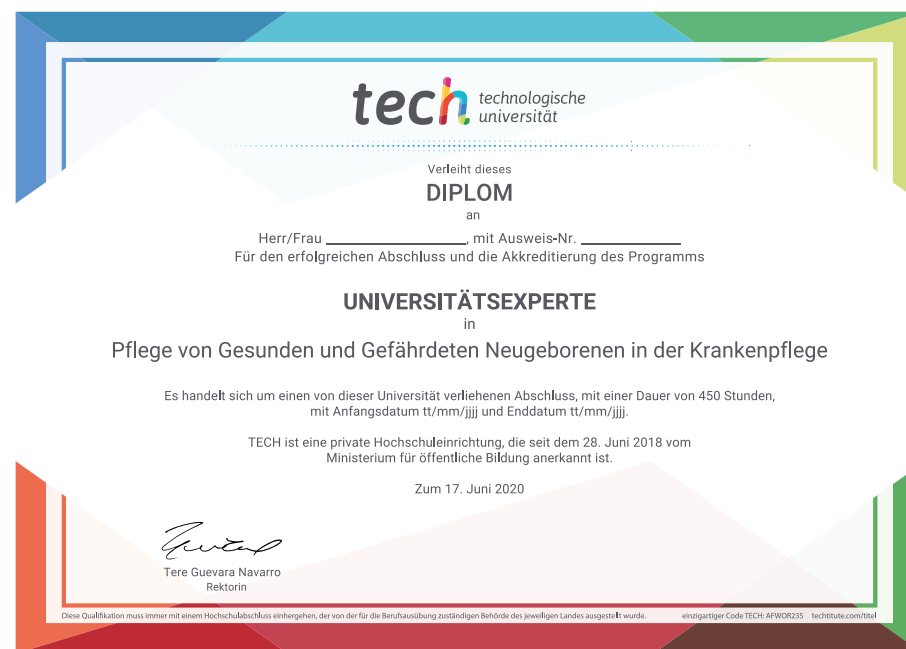 tech technologische
universität
Verleiht dieses
DIPLOM
an
Herr/Frau ____________________, mit Ausweis-Nr. ______________
Für den erfolgreichen Abschluss und die Akkreditierung des Programms
UNIVERSITÄTSEXPERTE
in
Pflege von Gesunden und Gefährdeten Neugeborenen in der Krankenpflege
Es handelt sich um einen von dieser Universität verliehenen Abschluss, mit einer Dauer von 450 Stunden,
mit Anfangsdatum tt/mm/jjjj und Enddatum tt/mm/jjjj.
TECH ist eine private Hochschuleinrichtung, die seit dem 28. Juni 2018 vom
Ministerium für öffentliche Bildung anerkannt ist.
Zum 17. Juni 2020
Tere Guevara Navarro
Rektorin
Diese Qualifikation muss immer mit einem Hochschulabschluss einhergehen, der von der für die Berufsausübung zuständigen Behörde des jeweiligen Landes ausgestellt wurde. einzigartiger Code TECH: AFWOR235 techtitute.com/titel